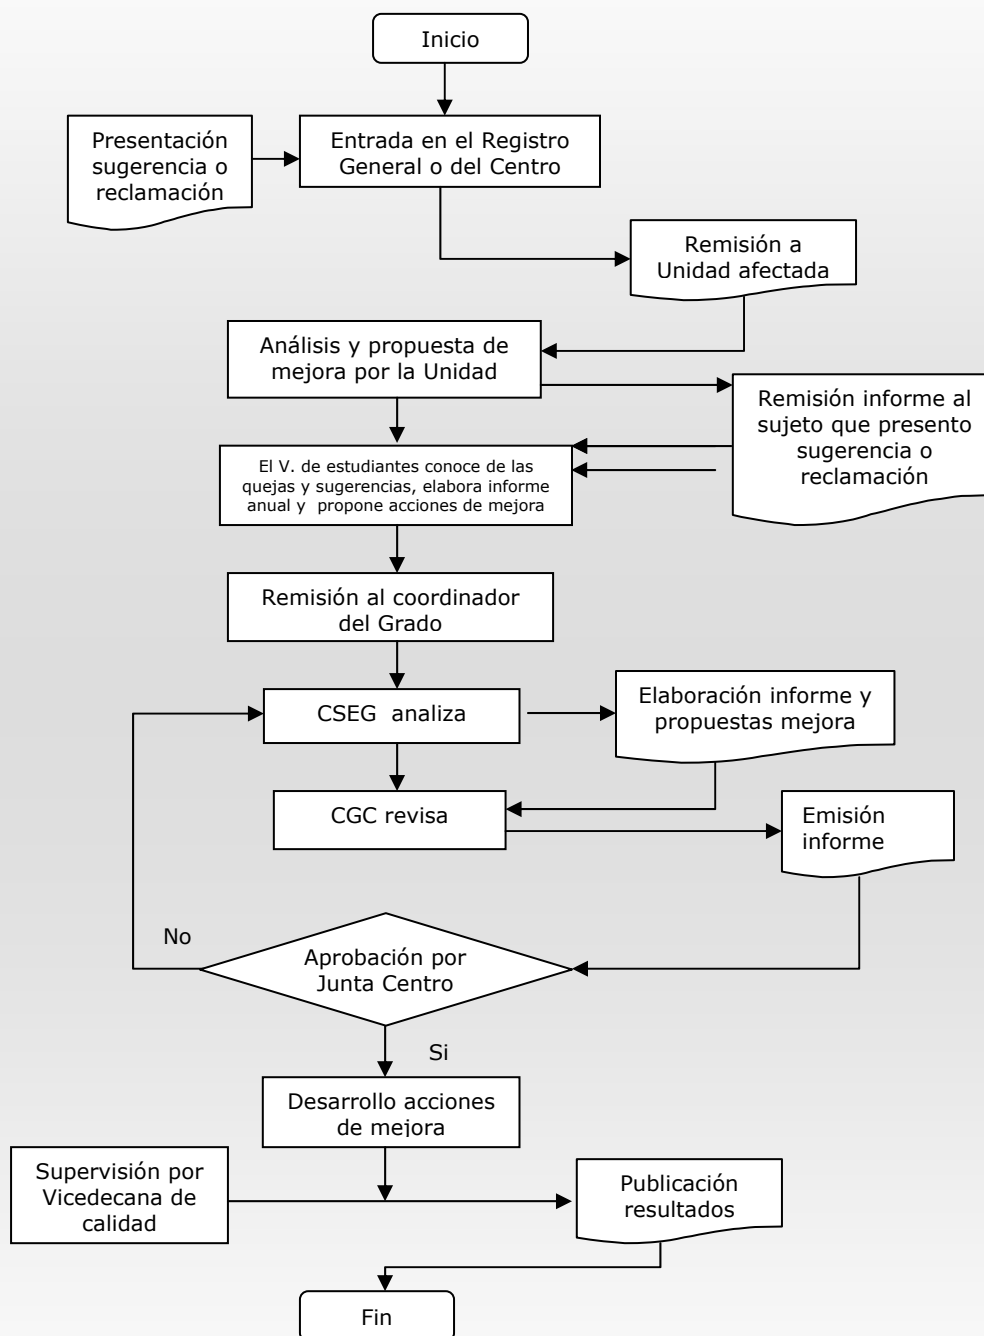 Inicio
Presentación
sugerencia o
reclamación
Entrada en el Registro
General o del Centro
Remisión a
Unidad afectada
Análisis y propuesta de
mejora por la Unidad
Remisión informe al
sujeto que presento
sugerencia o
reclamación
El V. de estudiantes conoce de las
quejas y sugerencias, elabora informe
anual y propone acciones de mejora
Remisión al coordinador
del Grado
CSEG analiza
Elaboración informe y
propuestas mejora
CGC revisa
Emisión
informe
No
Aprobación por
Junta Centro
Si
Desarrollo acciones
de mejora
Supervisión por
Vicedecana de
calidad
Publicación
resultados
Fin